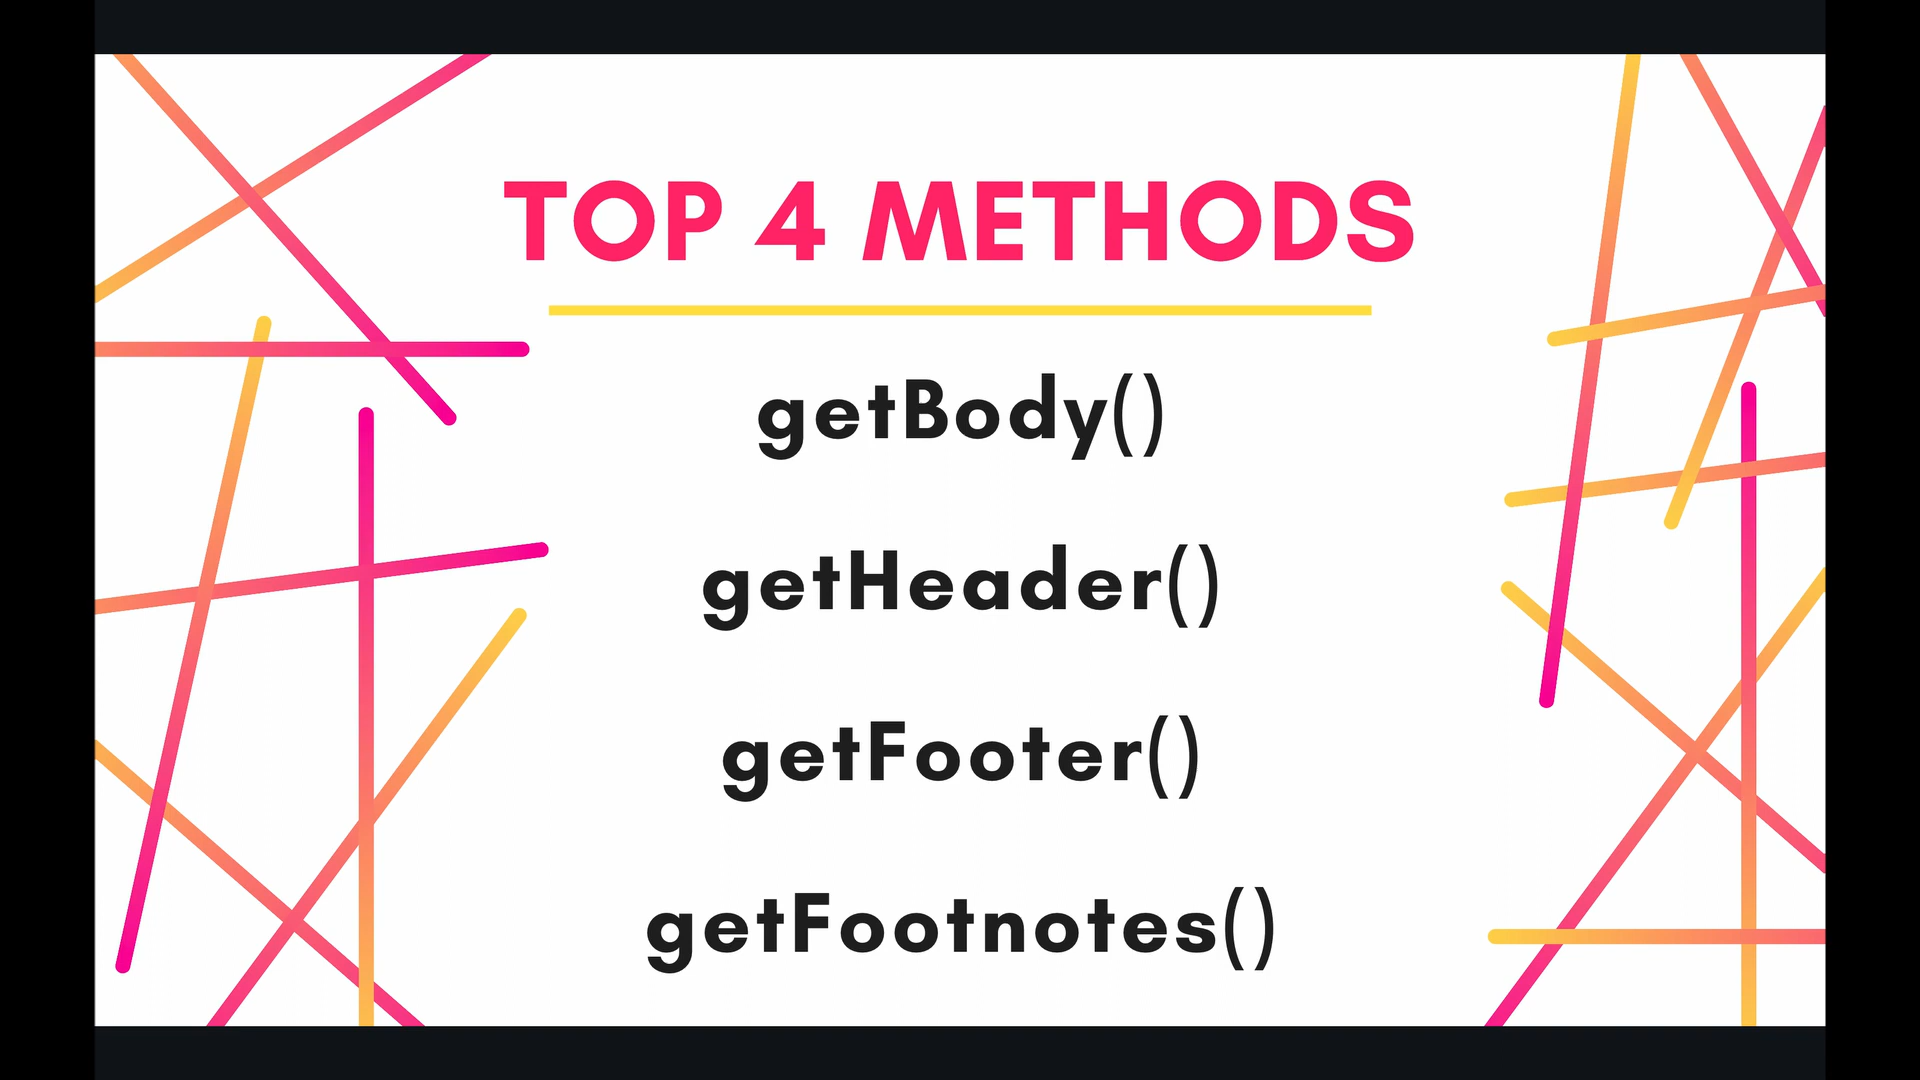 TOP 4 METHODS
getBody()
getHeader()
getFooter()
getFootnotes()